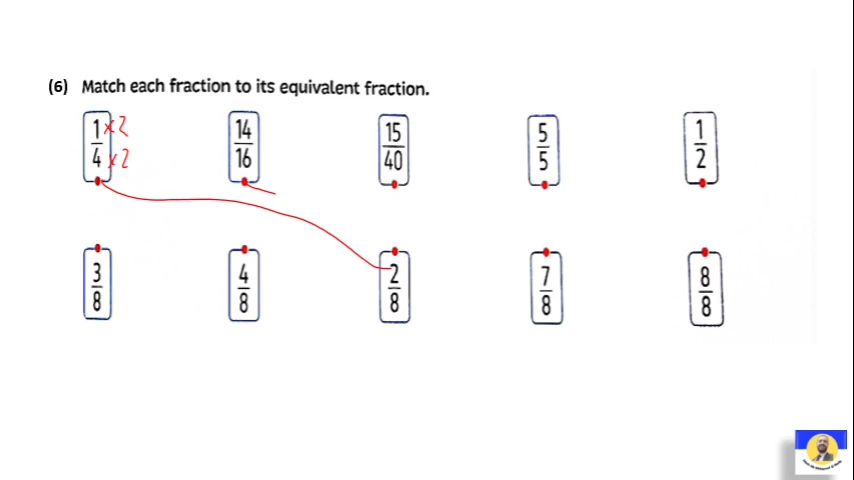 (6) Match each fraction to its equivalent fraction.
1/4 ×2 ×2 14/16 15/40 5/5 1/2
3/8 4/8 2/8 7/8 8/8